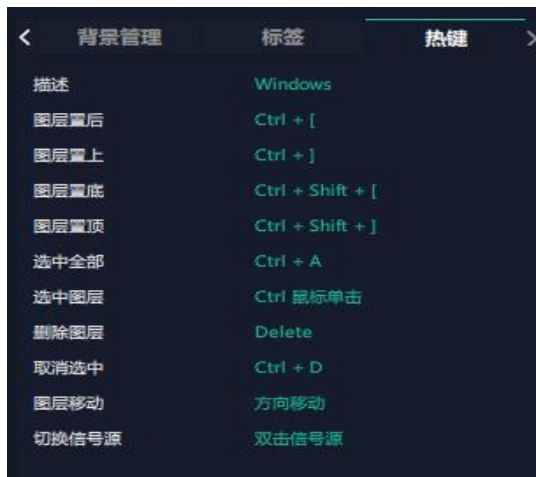 < 背景管理 标签 热键 >
描述 Windows
图层置后 Ctrl + [
图层置上 Ctrl + ]
图层置底 Ctrl + Shift + [
图层置顶 Ctrl + Shift + ]
选中全部 Ctrl + A
选中图层 Ctrl 鼠标单击
删除图层 Delete
取消选中 Ctrl + D
图层移动 方向移动
切换信号源 双击信号源